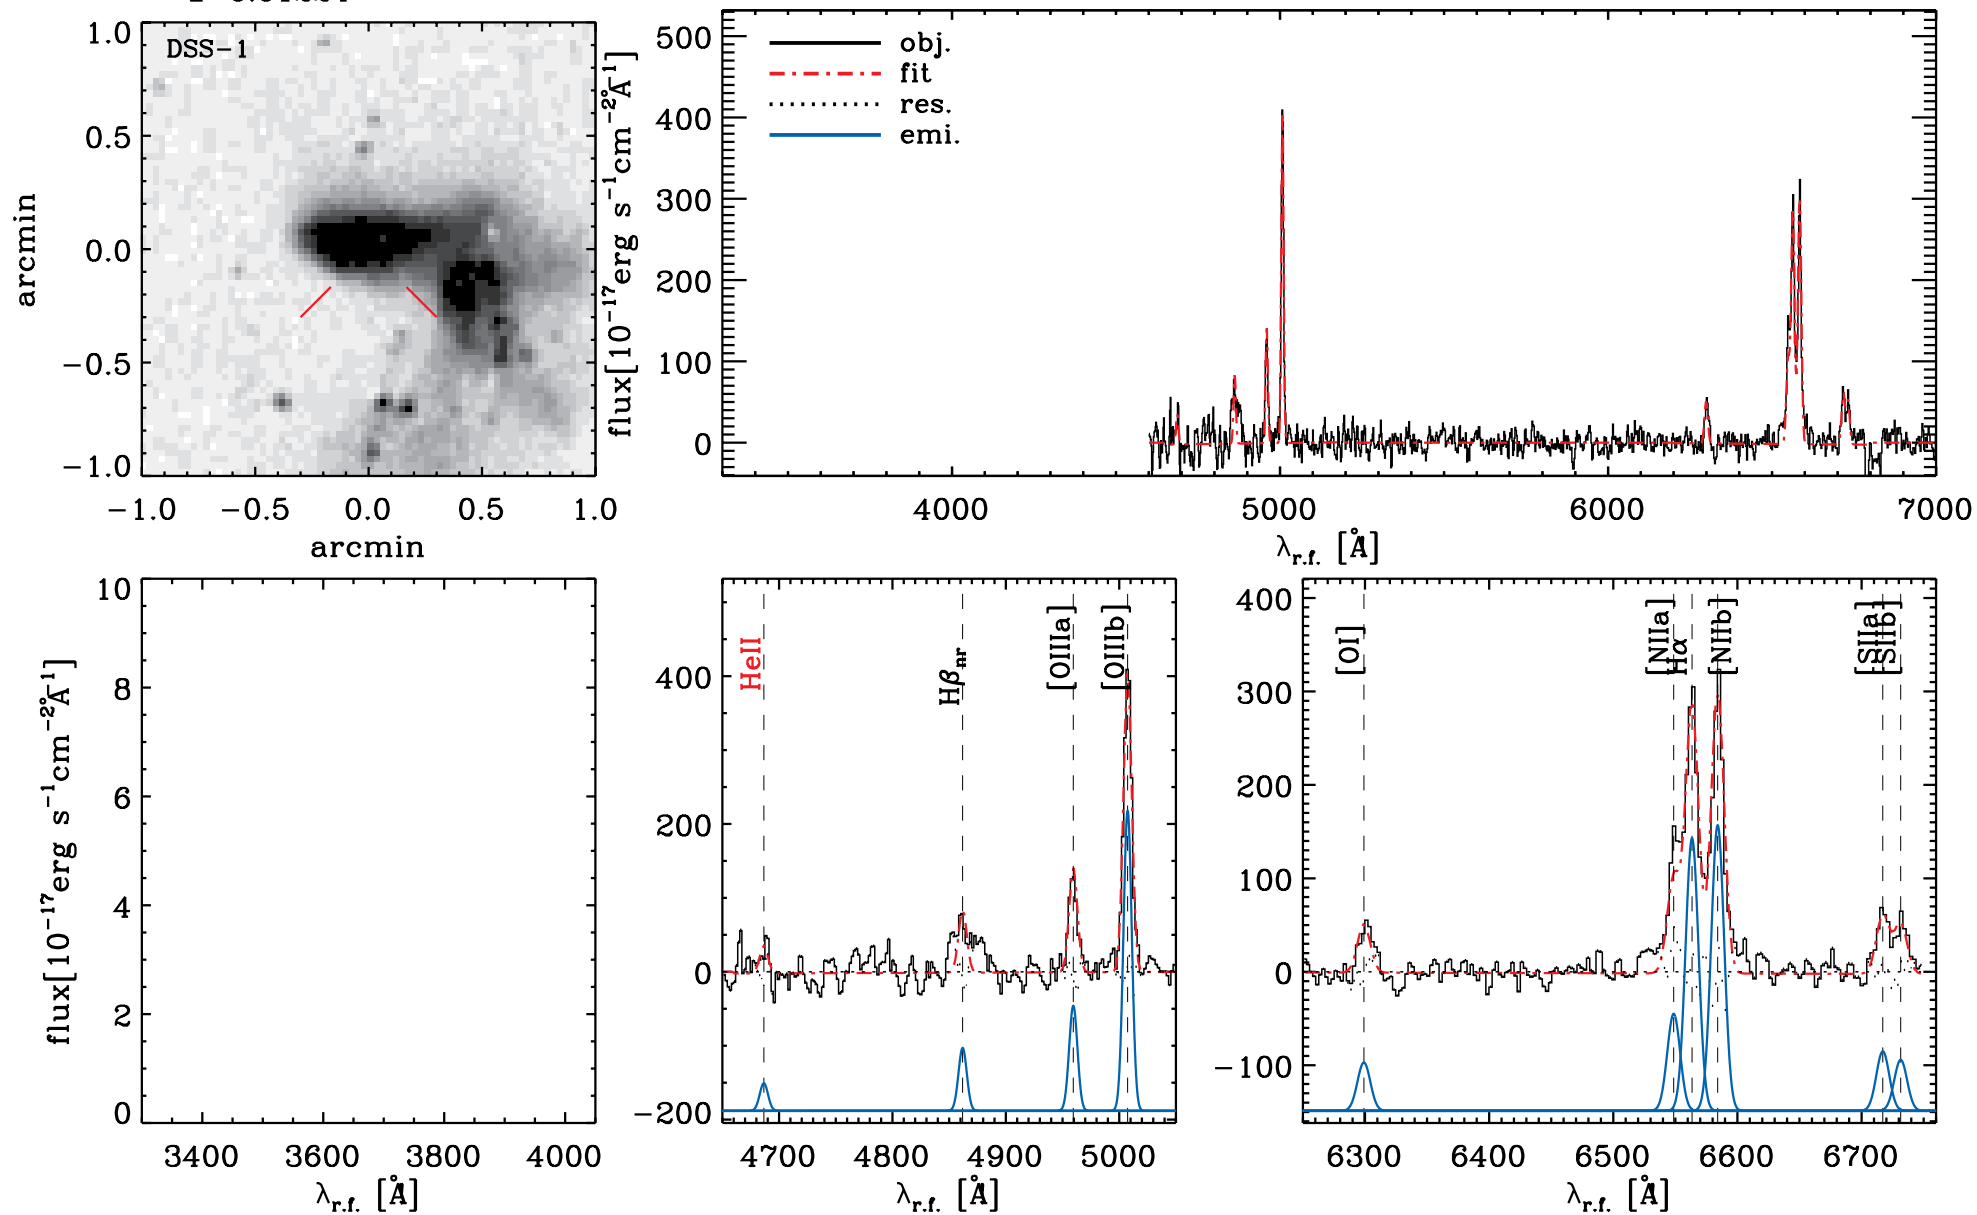 DSS-1
1.0
0.5
0.0
-0.5
-1.0
arcmin
-1.0 -0.5 0.0 0.5 1.0
arcmin
obj.
fit
res.
emi.
500
400
300
200
100
0
flux[10⁻¹⁷erg s⁻¹cm⁻²Å⁻¹]
4000 5000 6000 7000
λr.f. [Å]
10
8
6
4
2
0
flux[10⁻¹⁷erg s⁻¹cm⁻²Å⁻¹]
3400 3600 3800 4000
λr.f. [Å]
HeII
Hβnr
[OIIIa]
[OIIIb]
400
200
0
-200
4700 4800 4900 5000
λr.f. [Å]
[OI]
[NIIa]
Hα
[NIIb]
[SIIa]
[SIIb]
400
300
200
100
0
-100
6300 6400 6500 6600 6700
λr.f. [Å]